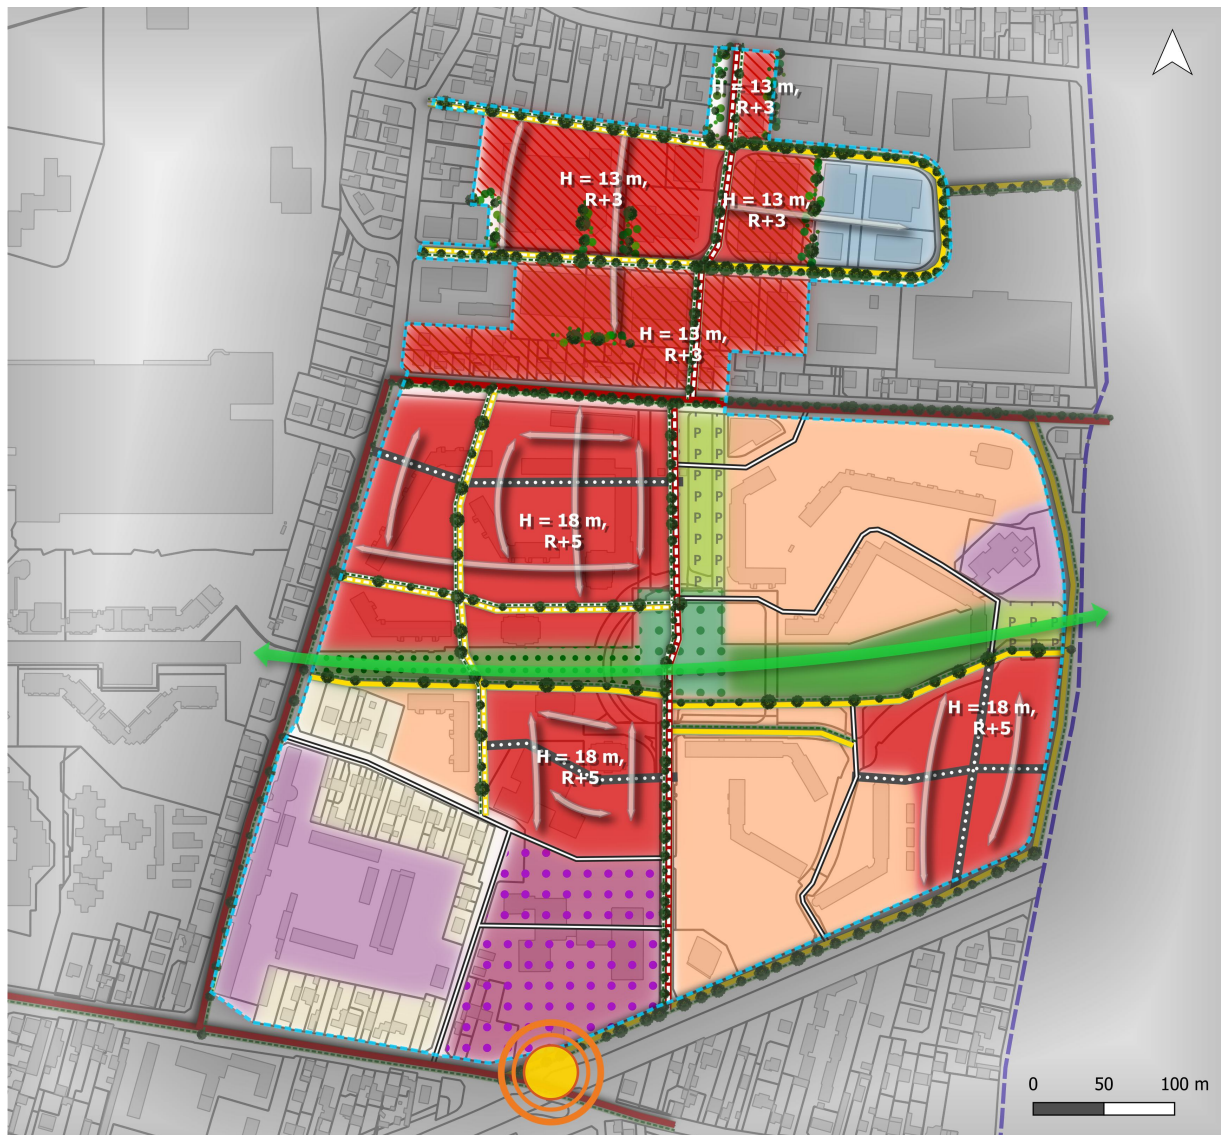 H = 13 m,
R+3
H = 13 m,
R+3
H = 13 m,
R+3
H = 13 m,
R+3
P P
P P
P P
P P
P P
P P
P P
H = 18 m,
R+5
P P P
P
H = 18 m,
R+5
H = 18 m,
R+5
0 50 100 m